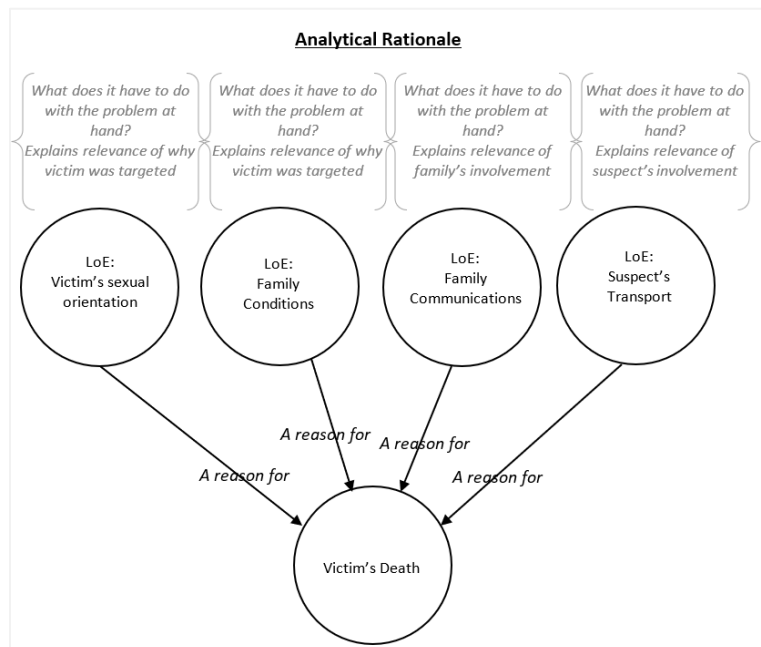 Analytical Rationale
What does it have to do
with the problem at
hand?
Explains relevance of why
victim was targeted
What does it have to do
with the problem at
hand?
Explains relevance of why
victim was targeted
What does it have to do
with the problem at
hand?
Explains relevance of
family's involvement
What does it have to do
with the problem at
hand?
Explains relevance of
suspect's involvement
LoE:
Victim's sexual
orientation
LoE:
Family
Conditions
LoE:
Family
Communications
LoE:
Suspect's
Transport
A reason for
A reason for
A reason for
A reason for
Victim's Death